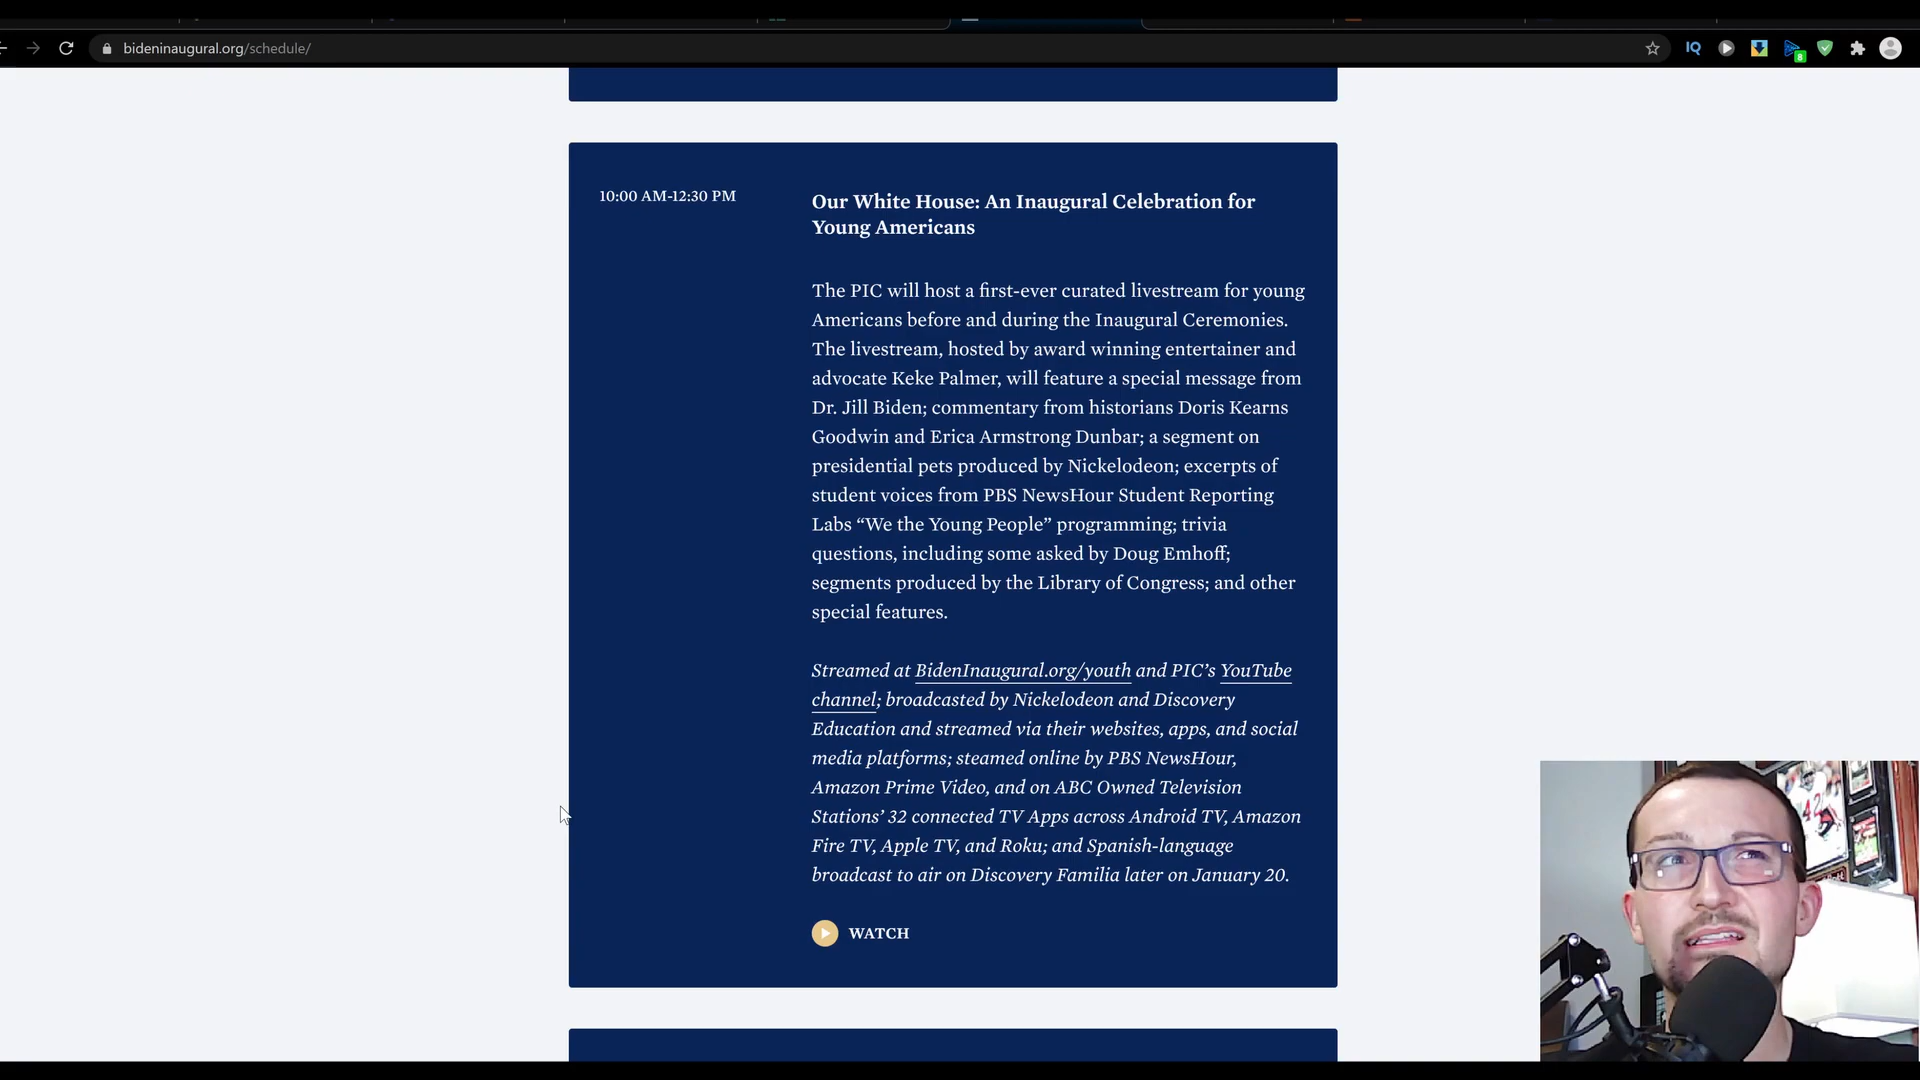 bideninaugural.org/schedule/
IQ
8
10:00 AM-12:30 PM
Our White House: An Inaugural Celebration for
Young Americans
The PIC will host a first-ever curated livestream for young
Americans before and during the Inaugural Ceremonies.
The livestream, hosted by award winning entertainer and
advocate Keke Palmer, will feature a special message from
Dr. Jill Biden; commentary from historians Doris Kearns
Goodwin and Erica Armstrong Dunbar; a segment on
presidential pets produced by Nickelodeon; excerpts of
student voices from PBS NewsHour Student Reporting
Labs “We the Young People” programming; trivia
questions, including some asked by Doug Emhoff;
segments produced by the Library of Congress; and other
special features.
Streamed at BidenInaugural.org/youth and PIC’s YouTube
channel; broadcasted by Nickelodeon and Discovery
Education and streamed via their websites, apps, and social
media platforms; steamed online by PBS NewsHour,
Amazon Prime Video, and on ABC Owned Television
Stations’ 32 connected TV Apps across Android TV, Amazon
Fire TV, Apple TV, and Roku; and Spanish-language
broadcast to air on Discovery Familia later on January 20.
WATCH
42